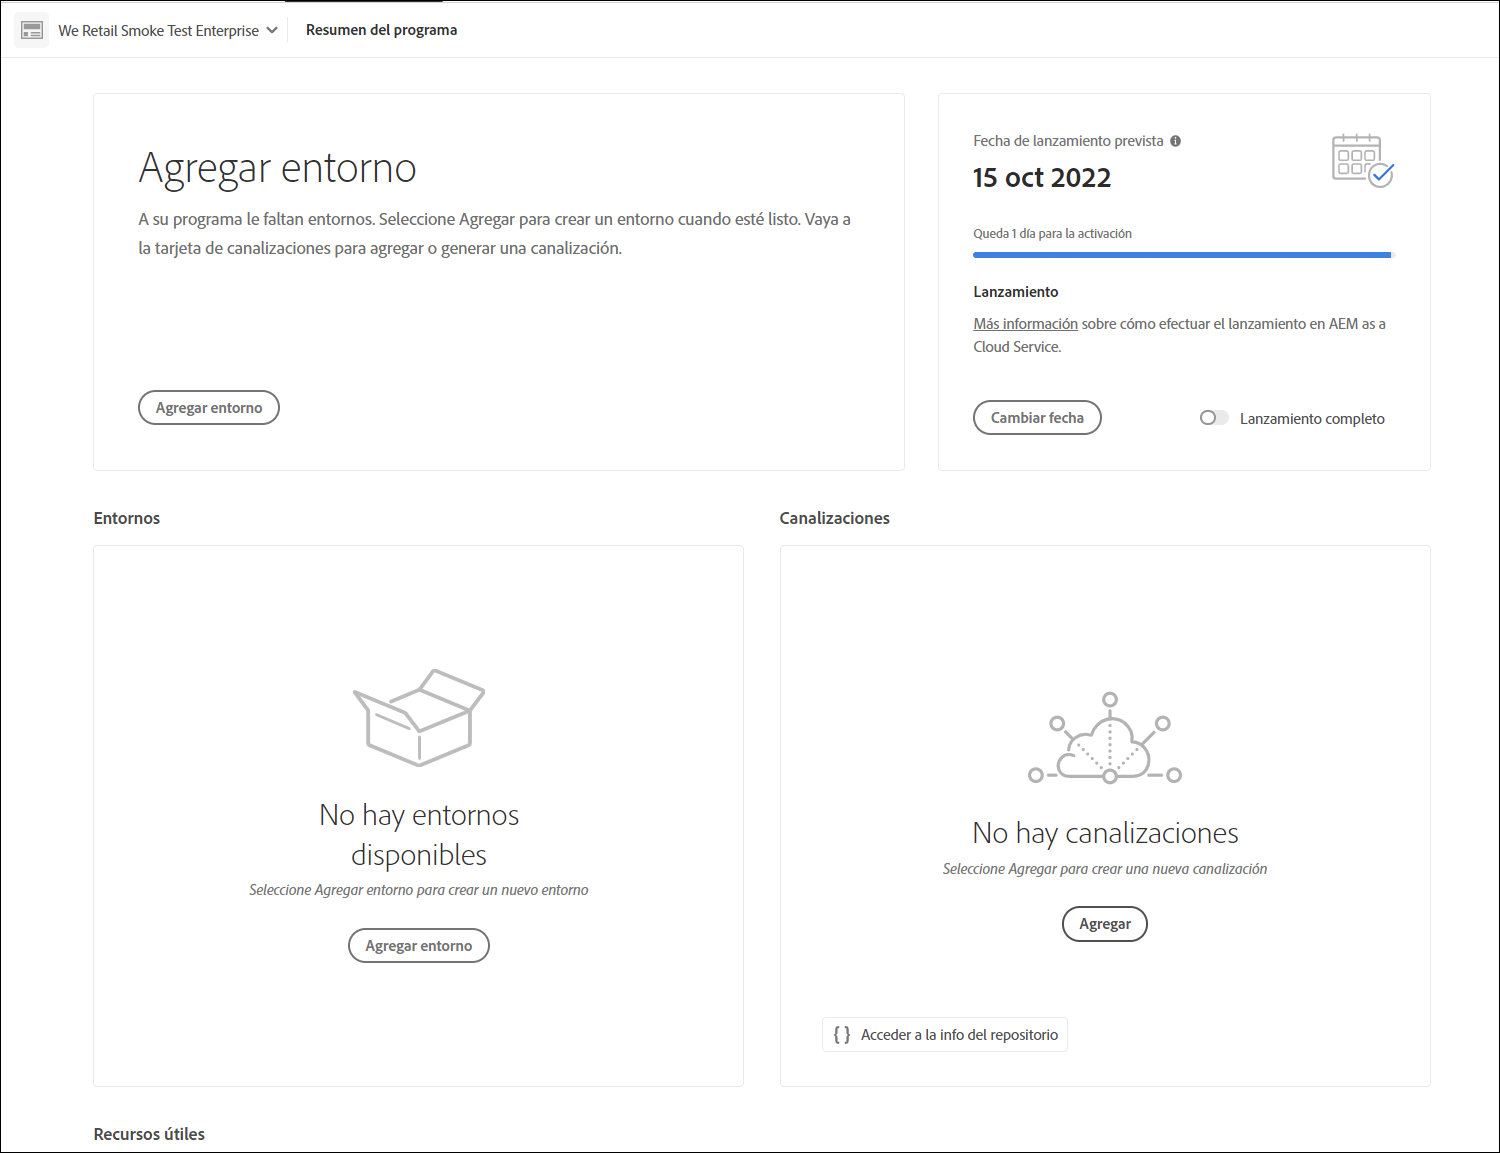 We Retail Smoke Test Enterprise
Resumen del programa
Agregar entorno
A su programa le faltan entornos. Seleccione Agregar para crear un entorno cuando esté listo. Vaya a
la tarjeta de canalizaciones para agregar o generar una canalización.
Agregar entorno
Fecha de lanzamiento prevista
15 oct 2022
Queda 1 día para la activación
Lanzamiento
Más información sobre cómo efectuar el lanzamiento en AEM as a
Cloud Service.
Cambiar fecha
Lanzamiento completo
Entornos
No hay entornos
disponibles
Seleccione Agregar entorno para crear un nuevo entorno
Agregar entorno
Canalizaciones
No hay canalizaciones
Seleccione Agregar para crear una nueva canalización
Agregar
{ } Acceder a la info del repositorio
Recursos útiles